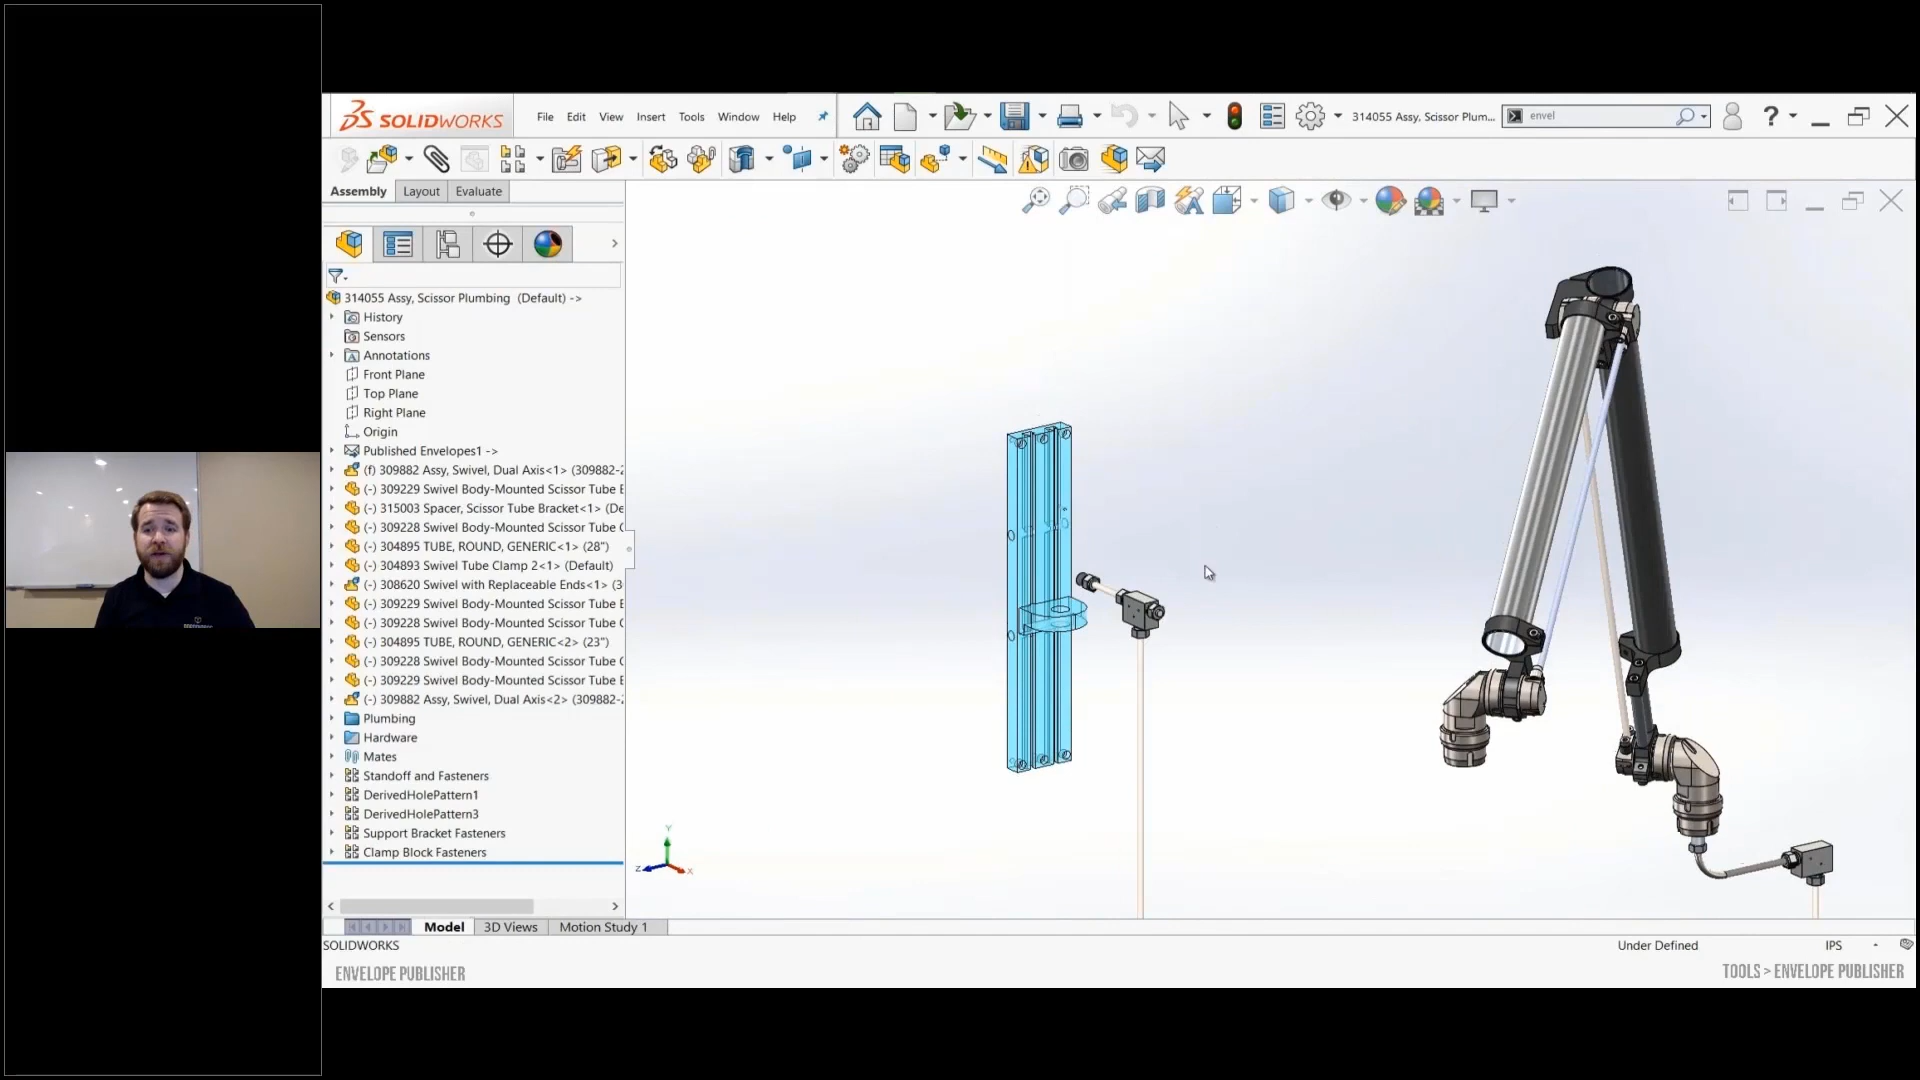 SOLIDWORKS
File Edit View Insert Tools Window Help
314055 Assy, Scissor Plum...
envel
Assembly Layout Evaluate
314055 Assy, Scissor Plumbing (Default) ->
History
Sensors
Annotations
Front Plane
Top Plane
Right Plane
Origin
Published Envelopes1 ->
(f) 309882 Assy, Swivel, Dual Axis<1> (309882-2
(-) 309229 Swivel Body-Mounted Scissor Tube B
(-) 315003 Spacer, Scissor Tube Bracket<1> (De
(-) 309228 Swivel Body-Mounted Scissor Tube C
(-) 304895 TUBE, ROUND, GENERIC<1> (28")
(-) 304893 Swivel Tube Clamp 2<1> (Default)
(-) 308620 Swivel with Replaceable Ends<1> (3
(-) 309229 Swivel Body-Mounted Scissor Tube B
(-) 309228 Swivel Body-Mounted Scissor Tube C
(-) 304895 TUBE, ROUND, GENERIC<2> (23")
(-) 309228 Swivel Body-Mounted Scissor Tube C
(-) 309229 Swivel Body-Mounted Scissor Tube B
(-) 309882 Assy, Swivel, Dual Axis<2> (309882-2
Plumbing
Hardware
Mates
Standoff and Fasteners
DerivedHolePattern1
DerivedHolePattern3
Support Bracket Fasteners
Clamp Block Fasteners
Y
Z
X
Model 3D Views Motion Study 1
SOLIDWORKS
Under Defined
IPS
ENVELOPE PUBLISHER
TOOLS > ENVELOPE PUBLISHER